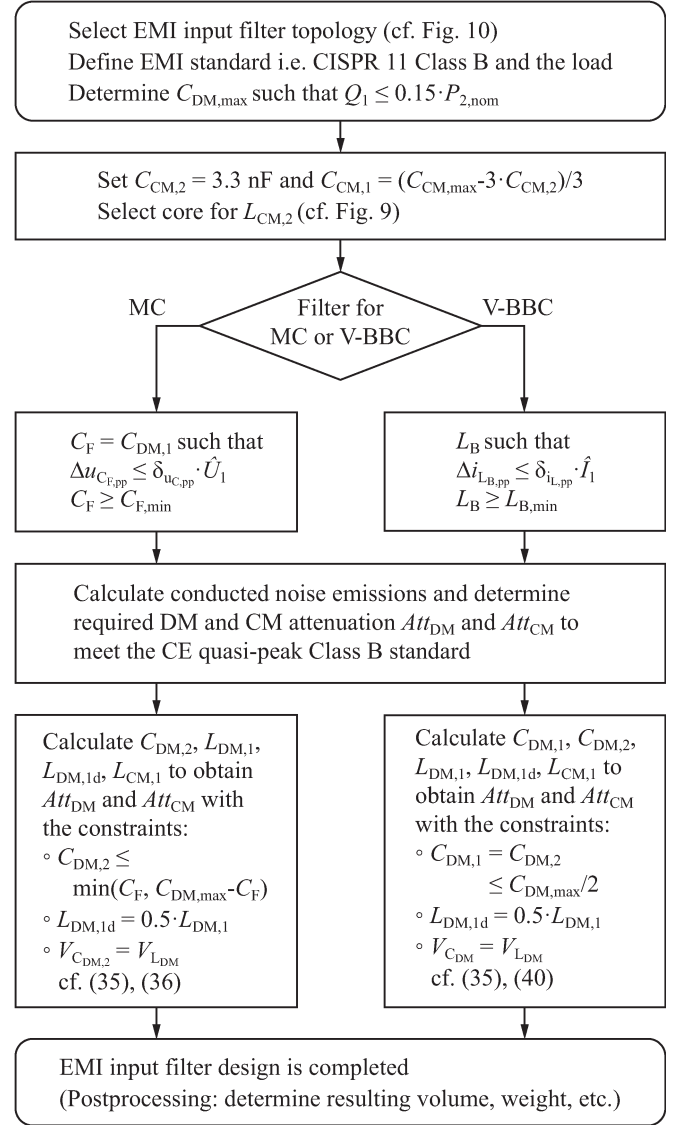 Select EMI input filter topology (cf. Fig. 10)
Define EMI standard i.e. CISPR 11 Class B and the load
Determine C_DM,max such that Q_1 ≤ 0.15·P_2,nom
Set C_CM,2 = 3.3 nF and C_CM,1 = (C_CM,max-3·C_CM,2)/3
Select core for L_CM,2 (cf. Fig. 9)
MC
Filter for
MC or V-BBC
V-BBC
C_F = C_DM,1 such that
Δu_C_F,pp ≤ δ_u_C,pp·Û_1
C_F ≥ C_F,min
L_B such that
Δi_L_B,pp ≤ δ_i_L,pp·Î_1
L_B ≥ L_B,min
Calculate conducted noise emissions and determine
required DM and CM attenuation Att_DM and Att_CM to
meet the CE quasi-peak Class B standard
Calculate C_DM,2, L_DM,1,
L_DM,1d, L_CM,1 to obtain
Att_DM and Att_CM with
the constraints:
∘ C_DM,2 ≤
min(C_F, C_DM,max-C_F)
∘ L_DM,1d = 0.5·L_DM,1
∘ V_C_DM,2 = V_L_DM
cf. (35), (36)
Calculate C_DM,1, C_DM,2,
L_DM,1, L_DM,1d, L_CM,1 to
obtain Att_DM and Att_CM
with the constraints:
∘ C_DM,1 = C_DM,2
≤ C_DM,max/2
∘ L_DM,1d = 0.5·L_DM,1
∘ V_C_DM = V_L_DM
cf. (35), (40)
EMI input filter design is completed
(Postprocessing: determine resulting volume, weight, etc.)